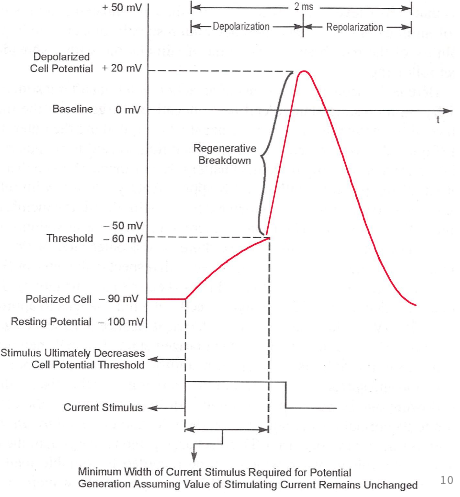 + 50 mV
2 ms
Depolarization
Repolarization
Depolarized
Cell Potential
+ 20 mV
Baseline
0 mV
t
Regenerative
Breakdown
– 50 mV
Threshold
– 60 mV
Polarized Cell
– 90 mV
Resting Potential
– 100 mV
Stimulus Ultimately Decreases
Cell Potential Threshold
Current Stimulus
Minimum Width of Current Stimulus Required for Potential
Generation Assuming Value of Stimulating Current Remains Unchanged
10